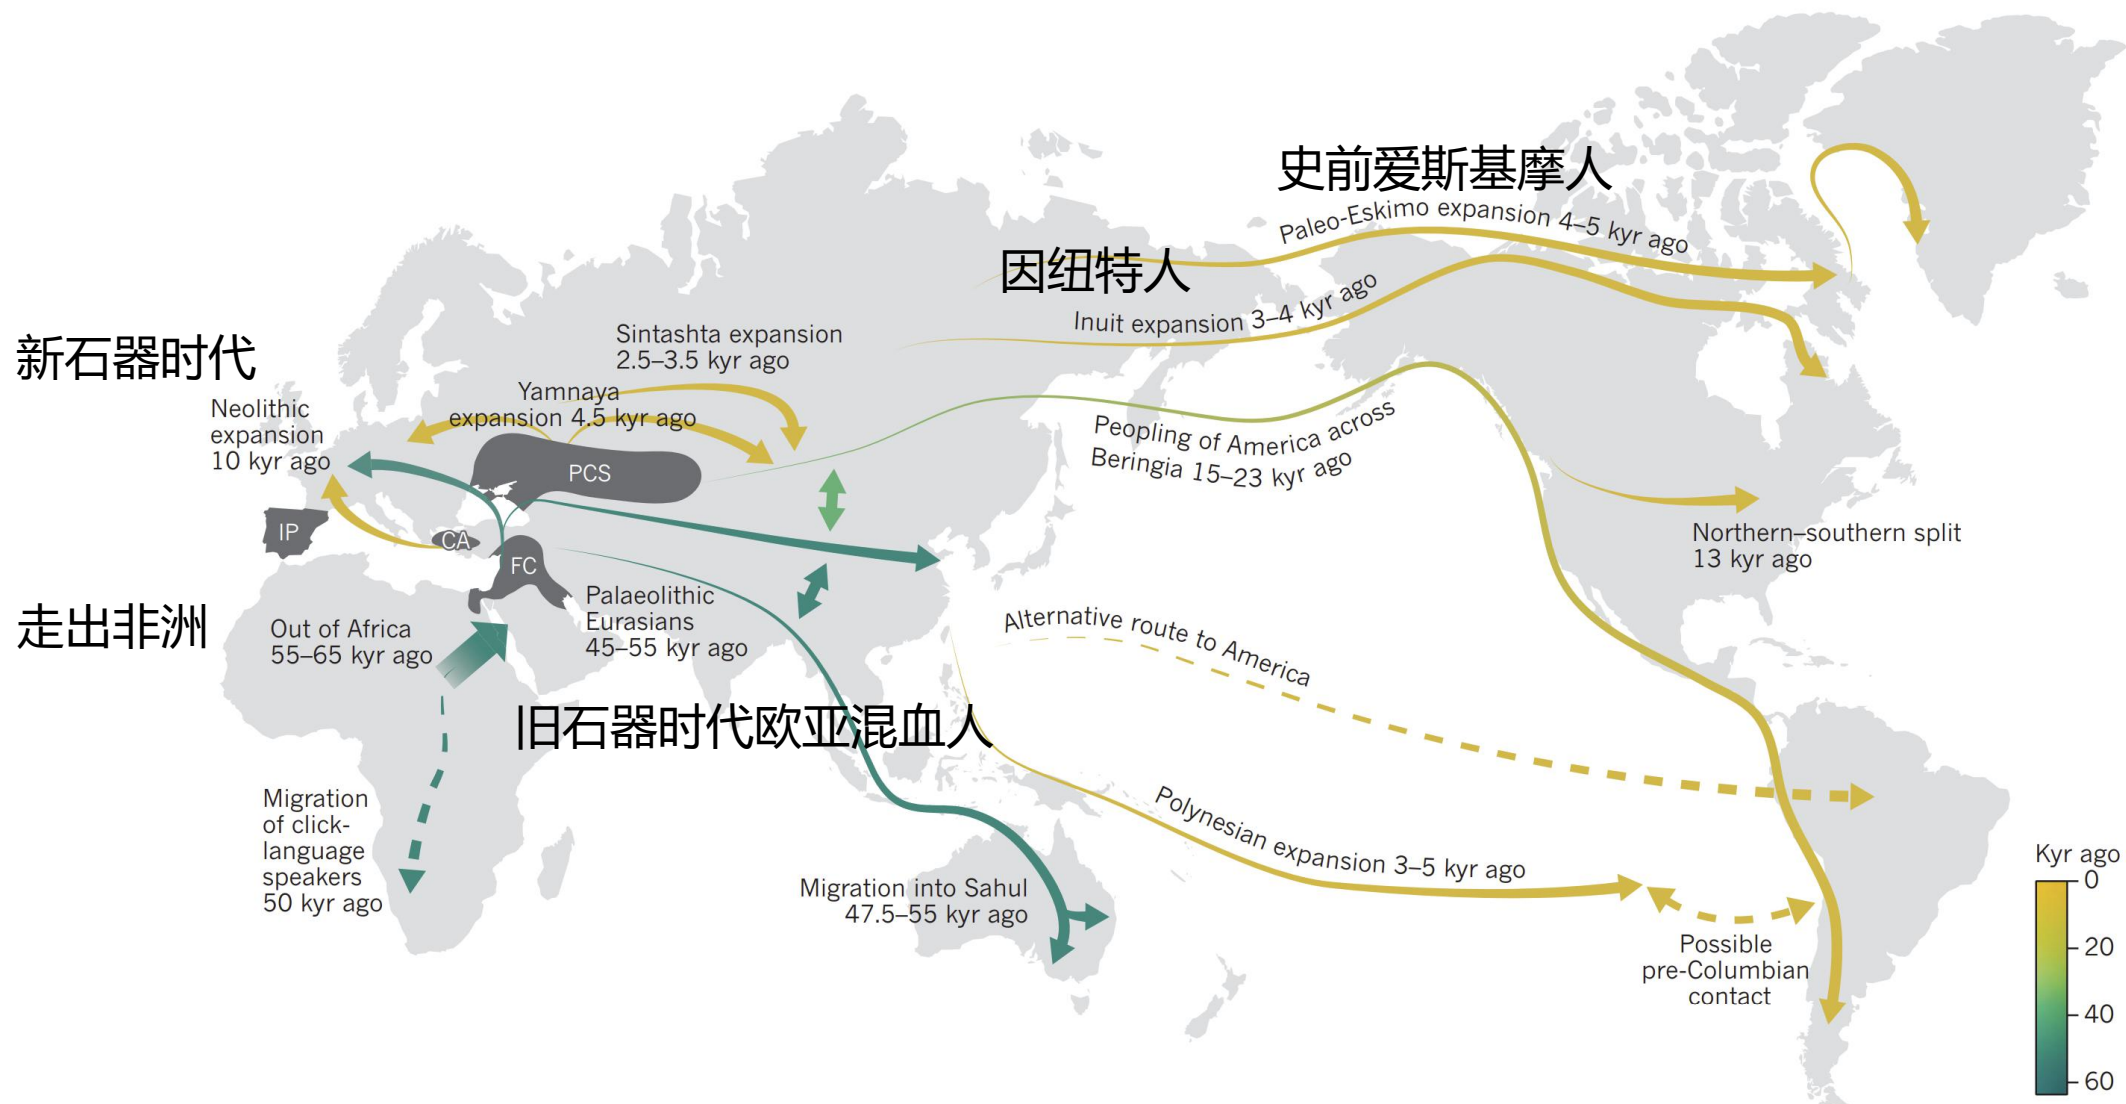 史前爱斯基摩人
Paleo-Eskimo expansion 4–5 kyr ago
因纽特人
Inuit expansion 3–4 kyr ago
新石器时代
Sintashta expansion
2.5–3.5 kyr ago
Yamnaya
expansion 4.5 kyr ago
Neolithic
expansion
10 kyr ago
PCS
Peopling of America across
Beringia 15–23 kyr ago
IP
CA
FC
Northern–southern split
13 kyr ago
走出非洲
Out of Africa
55–65 kyr ago
Palaeolithic
Eurasians
45–55 kyr ago
Alternative route to America
旧石器时代欧亚混血人
Migration
of click-
language
speakers
50 kyr ago
Polynesian expansion 3–5 kyr ago
Migration into Sahul
47.5–55 kyr ago
Possible
pre-Columbian
contact
Kyr ago
0
20
40
60